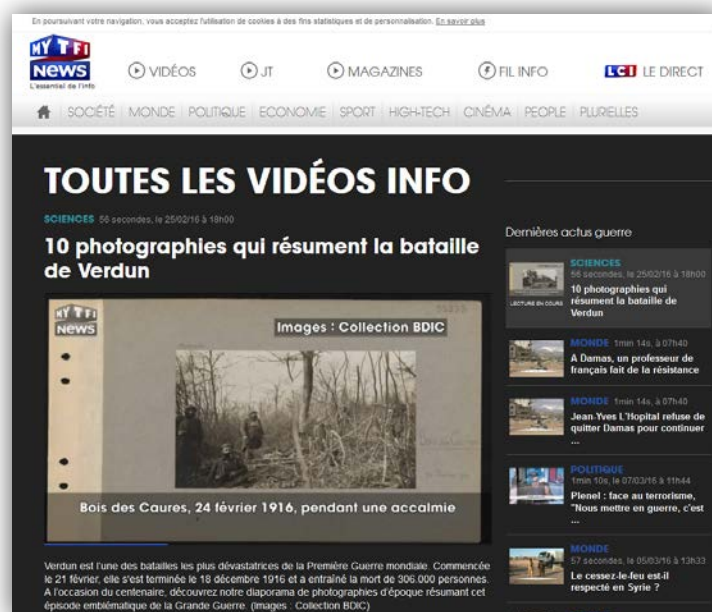 En poursuivant votre navigation, vous acceptez l'utilisation de cookies à des fins statistiques et de personnalisation. En savoir plus
MY TF1
News
L'essentiel de l'info
VIDÉOS
JT
MAGAZINES
FIL INFO
LCI LE DIRECT
SOCIÉTÉ MONDE POLITIQUE ECONOMIE SPORT HIGH-TECH CINÉMA PEOPLE PLURIELLES
TOUTES LES VIDÉOS INFO
SCIENCES 56 secondes, le 25/02/16 à 18h00
10 photographies qui résument la bataille
de Verdun
MY TF1
News
Images : Collection BDIC
Bois des Caures, 24 février 1916, pendant une accalmie
Verdun est l'une des batailles les plus dévastatrices de la Première Guerre mondiale. Commencée
le 21 février, elle s'est terminée le 18 décembre 1916 et a entraîné la mort de 306.000 personnes.
A l'occasion du centenaire, découvrez notre diaporama de photographies d'époque résumant cet
épisode emblématique de la Grande Guerre. (Images : Collection BDIC)
Dernières actus guerre
SCIENCES
56 secondes, le 25/02/16 à 18h00
10 photographies qui
résument la bataille de
Verdun
LECTURE EN COURS
MONDE 1min 14s, à 07h40
A Damas, un professeur de
français fait de la résistance
MONDE 1min 14s, à 07h40
Jean-Yves L'Hopital refuse de
quitter Damas pour continuer
...
POLITIQUE
1min 10s, le 07/03/16 à 11h44
Plenel : face au terrorisme,
"Nous mettre en guerre, c'est
...
MONDE
57 secondes, le 05/03/16 à 13h33
Le cessez-le-feu est-il
respecté en Syrie ?